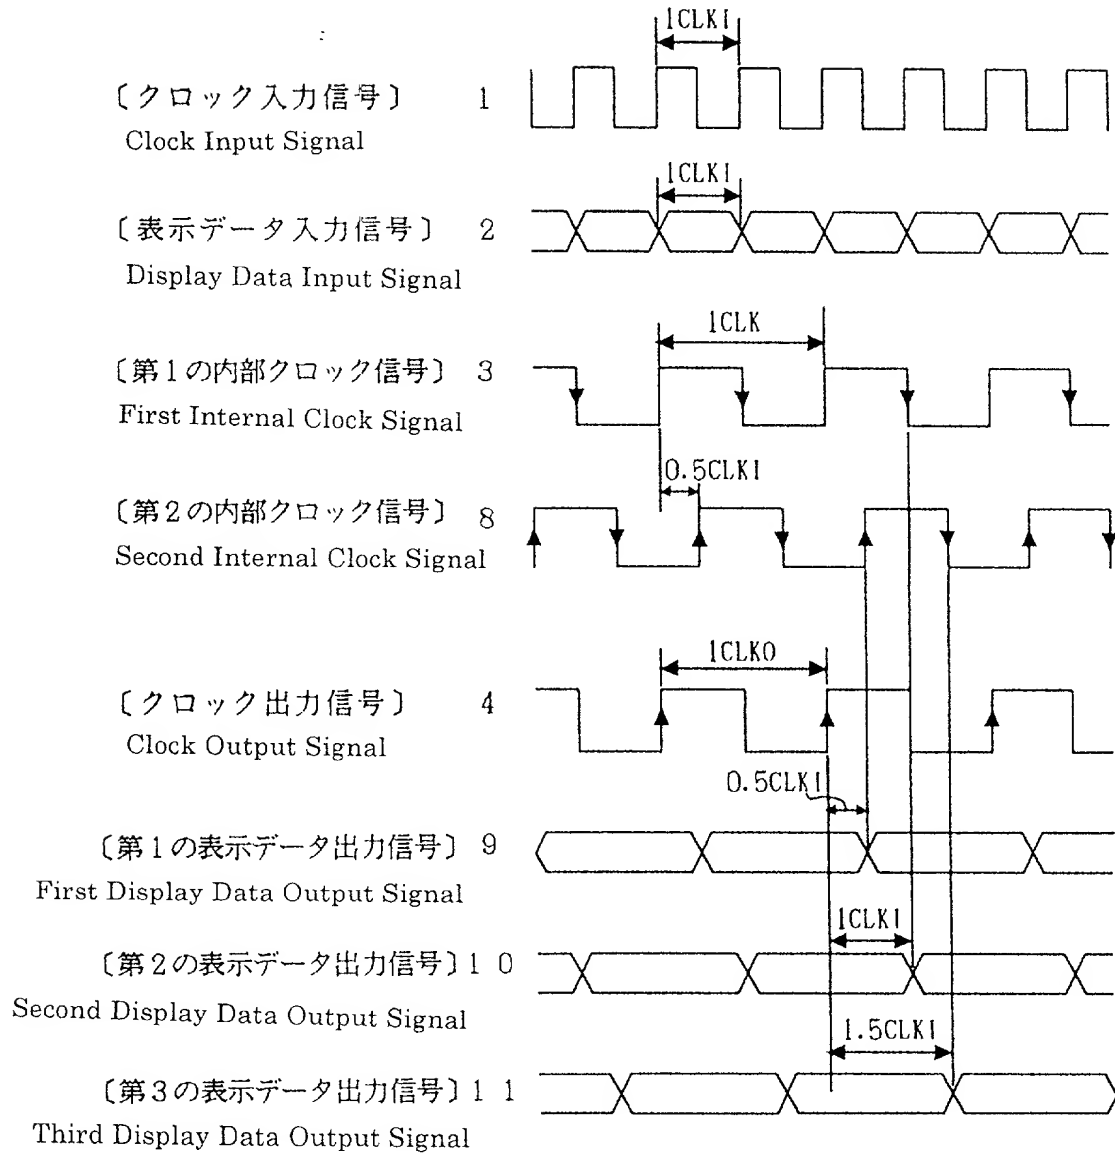 1CLKI
〔クロック入力信号〕 1
Clock Input Signal
1CLKI
〔表示データ入力信号〕 2
Display Data Input Signal
1CLK
〔第1の内部クロック信号〕 3
First Internal Clock Signal
0.5CLKI
〔第2の内部クロック信号〕 8
Second Internal Clock Signal
1CLKO
〔クロック出力信号〕 4
Clock Output Signal
0.5CLKI
〔第1の表示データ出力信号〕 9
First Display Data Output Signal
1CLKI
〔第2の表示データ出力信号〕10
Second Display Data Output Signal
1.5CLKI
〔第3の表示データ出力信号〕11
Third Display Data Output Signal